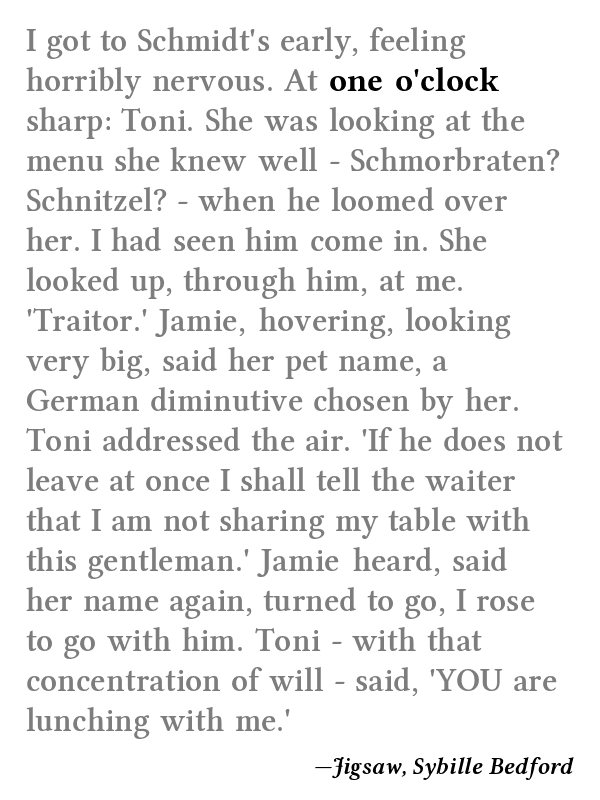 I got to Schmidt's early, feeling
horribly nervous. At one o'clock
sharp: Toni. She was looking at the
menu she knew well - Schmorbraten?
Schnitzel? - when he loomed over
her. I had seen him come in. She
looked up, through him, at me.
'Traitor.' Jamie, hovering, looking
very big, said her pet name, a
German diminutive chosen by her.
Toni addressed the air. 'If he does not
leave at once I shall tell the waiter
that I am not sharing my table with
this gentleman.' Jamie heard, said
her name again, turned to go, I rose
to go with him. Toni - with that
concentration of will - said, 'YOU are
lunching with me.'
—Jigsaw, Sybille Bedford